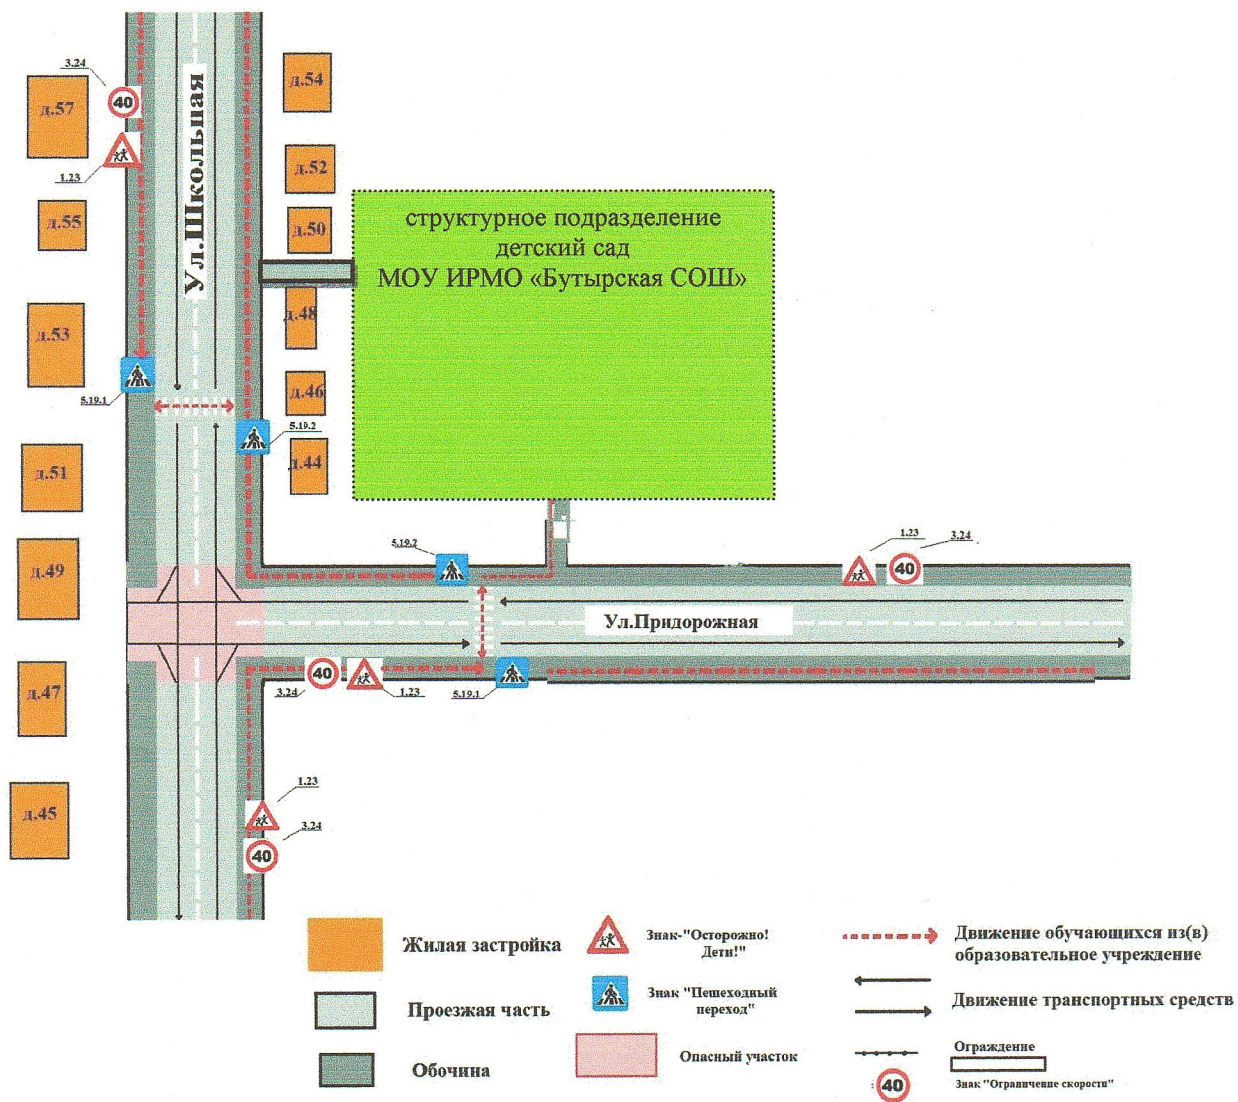 3.24
40
д.57
1.23
д.55
д.53
5.19.1
д.51
д.49
д.47
д.45
Ул.Школьная
д.54
д.52
д.50
д.48
д.46
5.19.2
д.44
структурное подразделение
детский сад
МОУ ИРМО «Бутырская СОШ»
5.19.2
1.23
3.24
40
Ул.Придорожная
40
3.24
1.23
5.19.1
1.23
3.24
40
Жилая застройка
Проезжая часть
Обочина
Знак-"Осторожно!
Дети!"
Знак "Пешеходный
переход"
Опасный участок
Движение обучающихся из(в)
образовательное учреждение
Движение транспортных средств
Ограждение
40
Знак "Ограничение скорости"